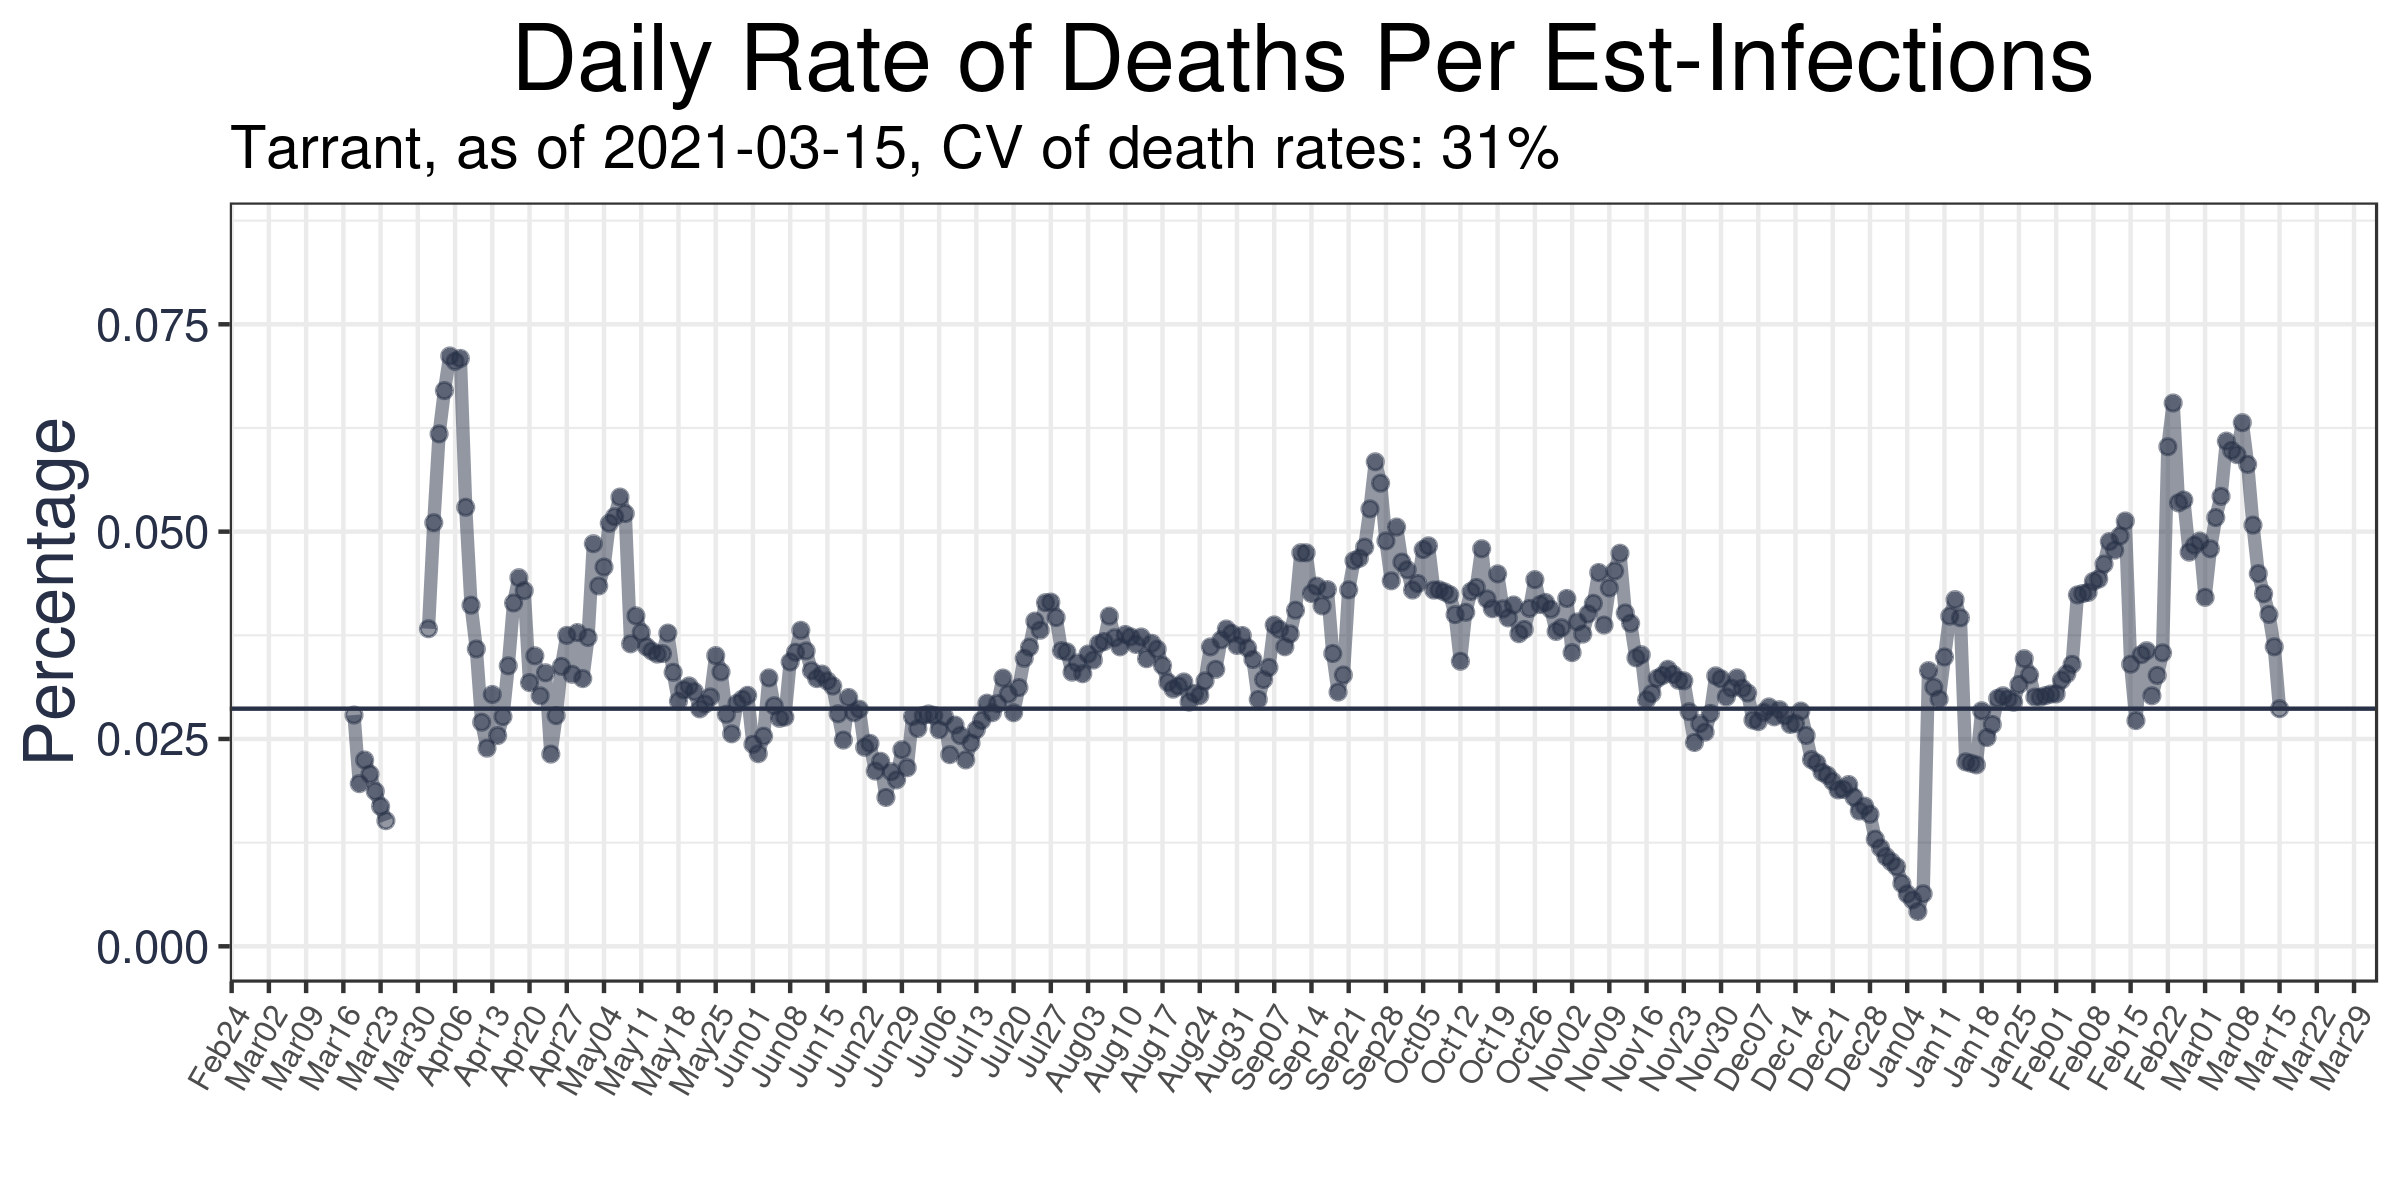 Daily Rate of Deaths Per Est-Infections
Tarrant, as of 2021-03-15, CV of death rates: 31%
Percentage
0.075
0.050
0.025
0.000
Feb24
Mar02
Mar09
Mar16
Mar23
Mar30
Apr06
Apr13
Apr20
Apr27
May04
May11
May18
May25
Jun01
Jun08
Jun15
Jun22
Jun29
Jul06
Jul13
Jul20
Jul27
Aug03
Aug10
Aug17
Aug24
Aug31
Sep07
Sep14
Sep21
Sep28
Oct05
Oct12
Oct19
Oct26
Nov02
Nov09
Nov16
Nov23
Nov30
Dec07
Dec14
Dec21
Dec28
Jan04
Jan11
Jan18
Jan25
Feb01
Feb08
Feb15
Feb22
Mar01
Mar08
Mar15
Mar22
Mar29